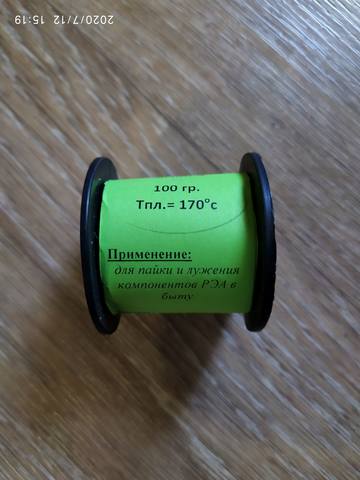 2020/7/12 15:19
100 гр.
Тпл.= 170°с
Применение:
для пайки и лужения
компонентов РЭА в
быту